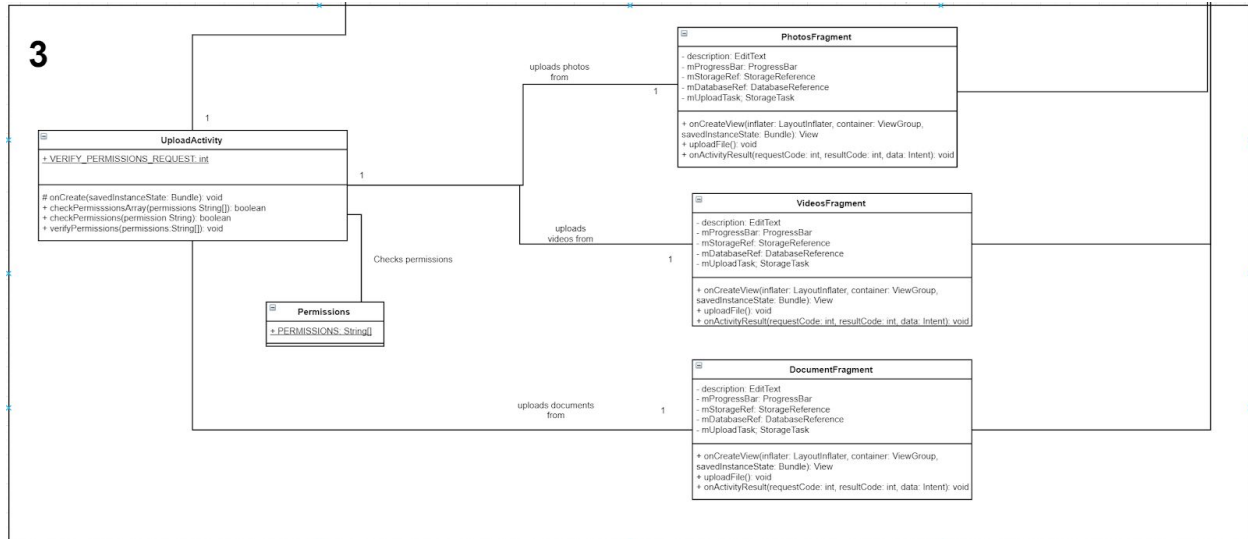 3
1
UploadActivity
+ VERIFY_PERMISSIONS_REQUEST: int
# onCreate(savedInstanceState: Bundle): void
+ checkPermisssionsArray(permissions String[]): boolean
+ checkPermissions(permission String): boolean
+ verifyPermissions(permissions:String[]): void
1
Checks permissions
Permissions
+ PERMISSIONS: String[]
uploads photos
from
1
PhotosFragment
- description: EditText
- mProgressBar: ProgressBar
- mStorageRef: StorageReference
- mDatabaseRef: DatabaseReference
- mUploadTask; StorageTask
+ onCreateView(inflater: LayoutInflater, container: ViewGroup,
savedInstanceState: Bundle): View
+ uploadFile(): void
+ onActivityResult(requestCode: int, resultCode: int, data: Intent): void
uploads
videos from
1
VideosFragment
- description: EditText
- mProgressBar: ProgressBar
- mStorageRef: StorageReference
- mDatabaseRef: DatabaseReference
- mUploadTask; StorageTask
+ onCreateView(inflater: LayoutInflater, container: ViewGroup,
savedInstanceState: Bundle): View
+ uploadFile(): void
+ onActivityResult(requestCode: int, resultCode: int, data: Intent): void
uploads documents
from
1
DocumentFragment
- description: EditText
- mProgressBar: ProgressBar
- mStorageRef: StorageReference
- mDatabaseRef: DatabaseReference
- mUploadTask; StorageTask
+ onCreateView(inflater: LayoutInflater, container: ViewGroup,
savedInstanceState: Bundle): View
+ uploadFile(): void
+ onActivityResult(requestCode: int, resultCode: int, data: Intent): void